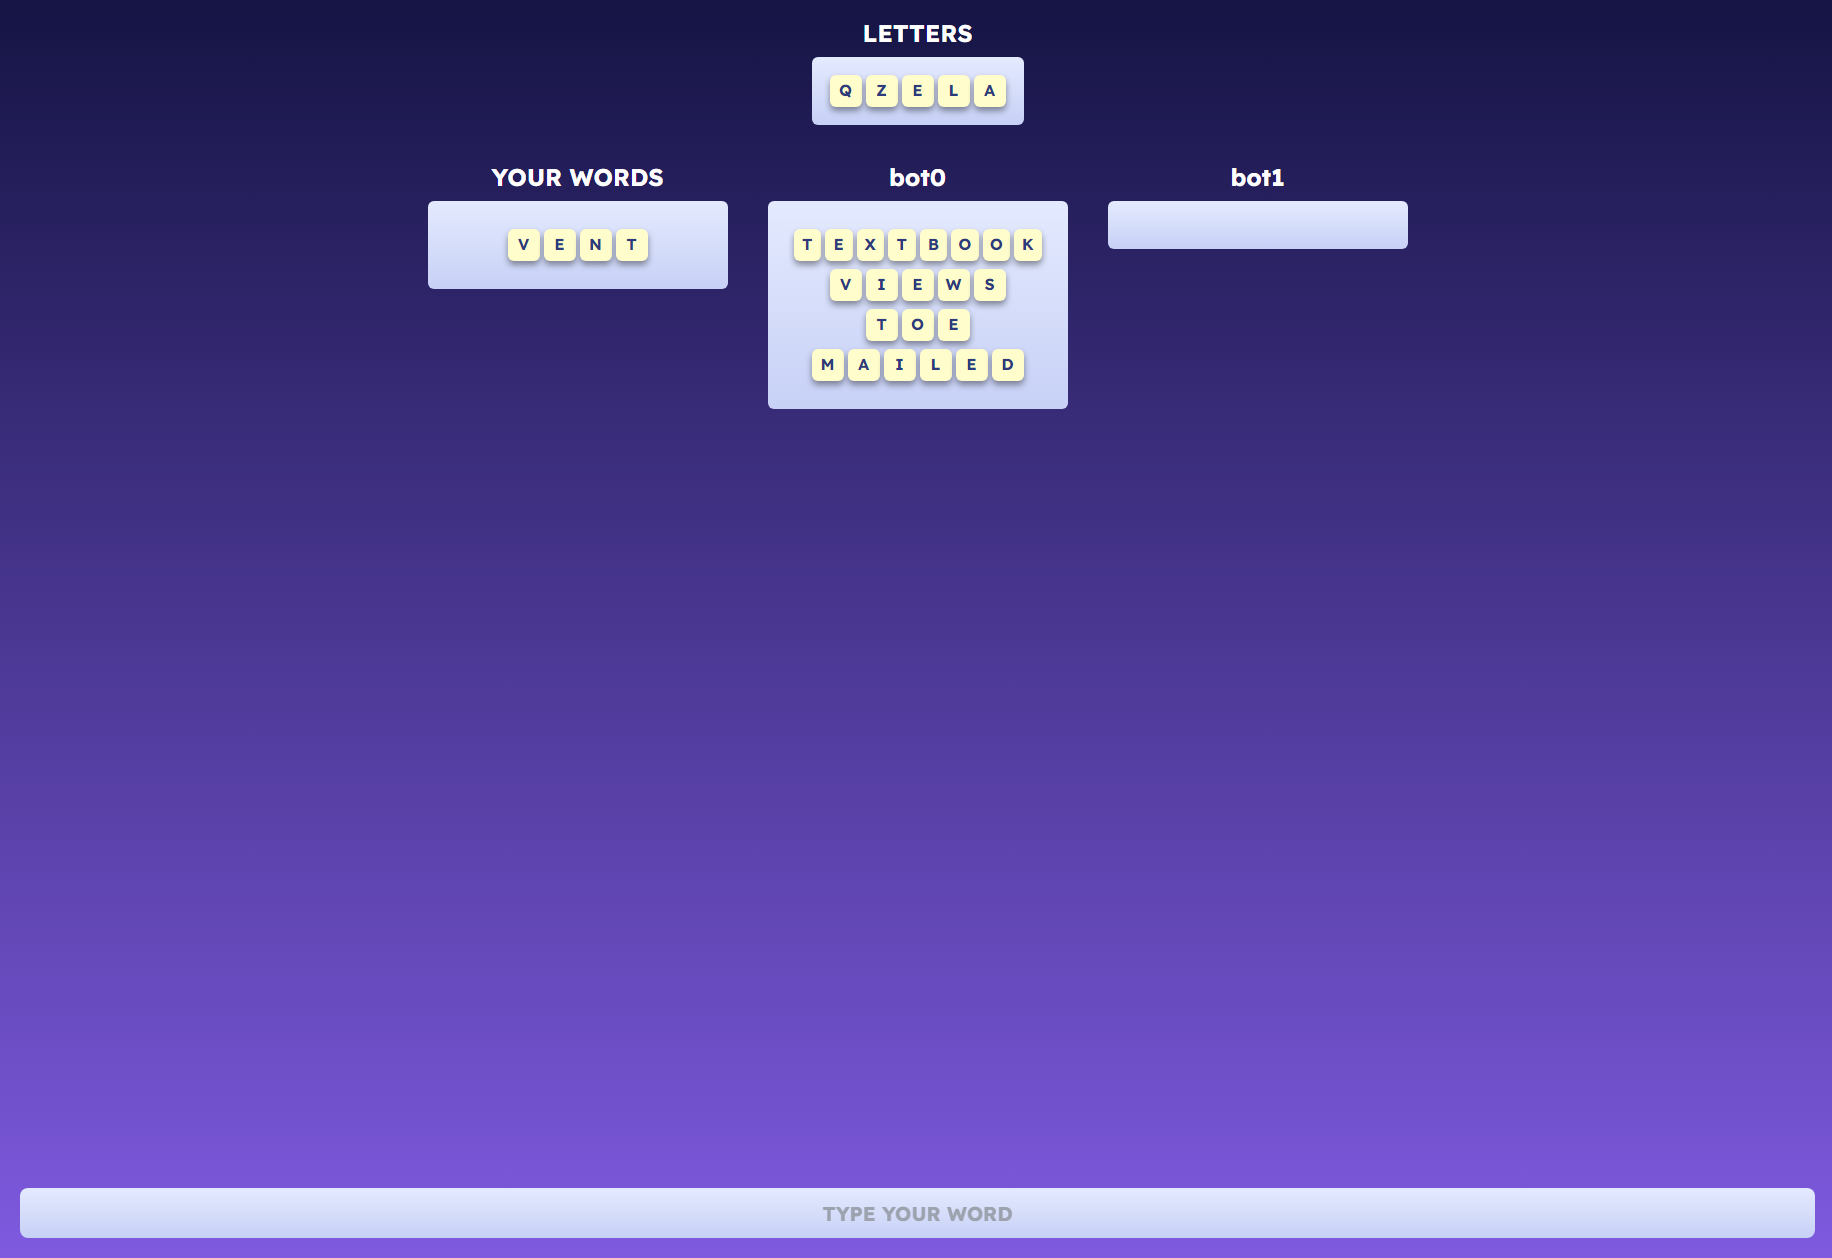 LETTERS
Q Z E L A
YOUR WORDS
V E N T
bot0
T E X T B O O K
V I E W S
T O E
M A I L E D
bot1
TYPE YOUR WORD